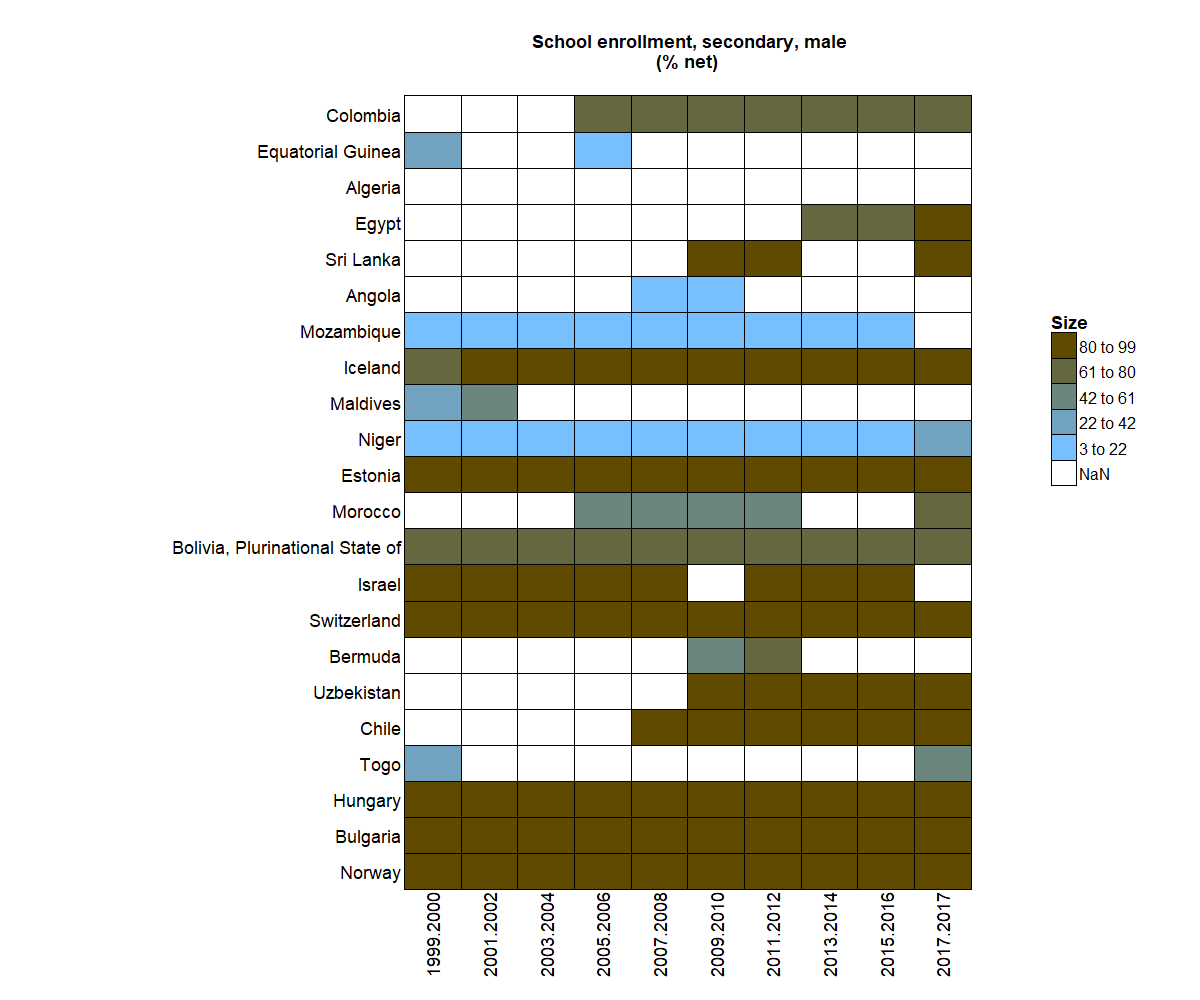 School enrollment, secondary, male
(% net)
Colombia
Equatorial Guinea
Algeria
Egypt
Sri Lanka
Angola
Mozambique
Iceland
Maldives
Niger
Estonia
Morocco
Bolivia, Plurinational State of
Israel
Switzerland
Bermuda
Uzbekistan
Chile
Togo
Hungary
Bulgaria
Norway
1999.2000
2001.2002
2003.2004
2005.2006
2007.2008
2009.2010
2011.2012
2013.2014
2015.2016
2017.2017
Size
80 to 99
61 to 80
42 to 61
22 to 42
3 to 22
NaN